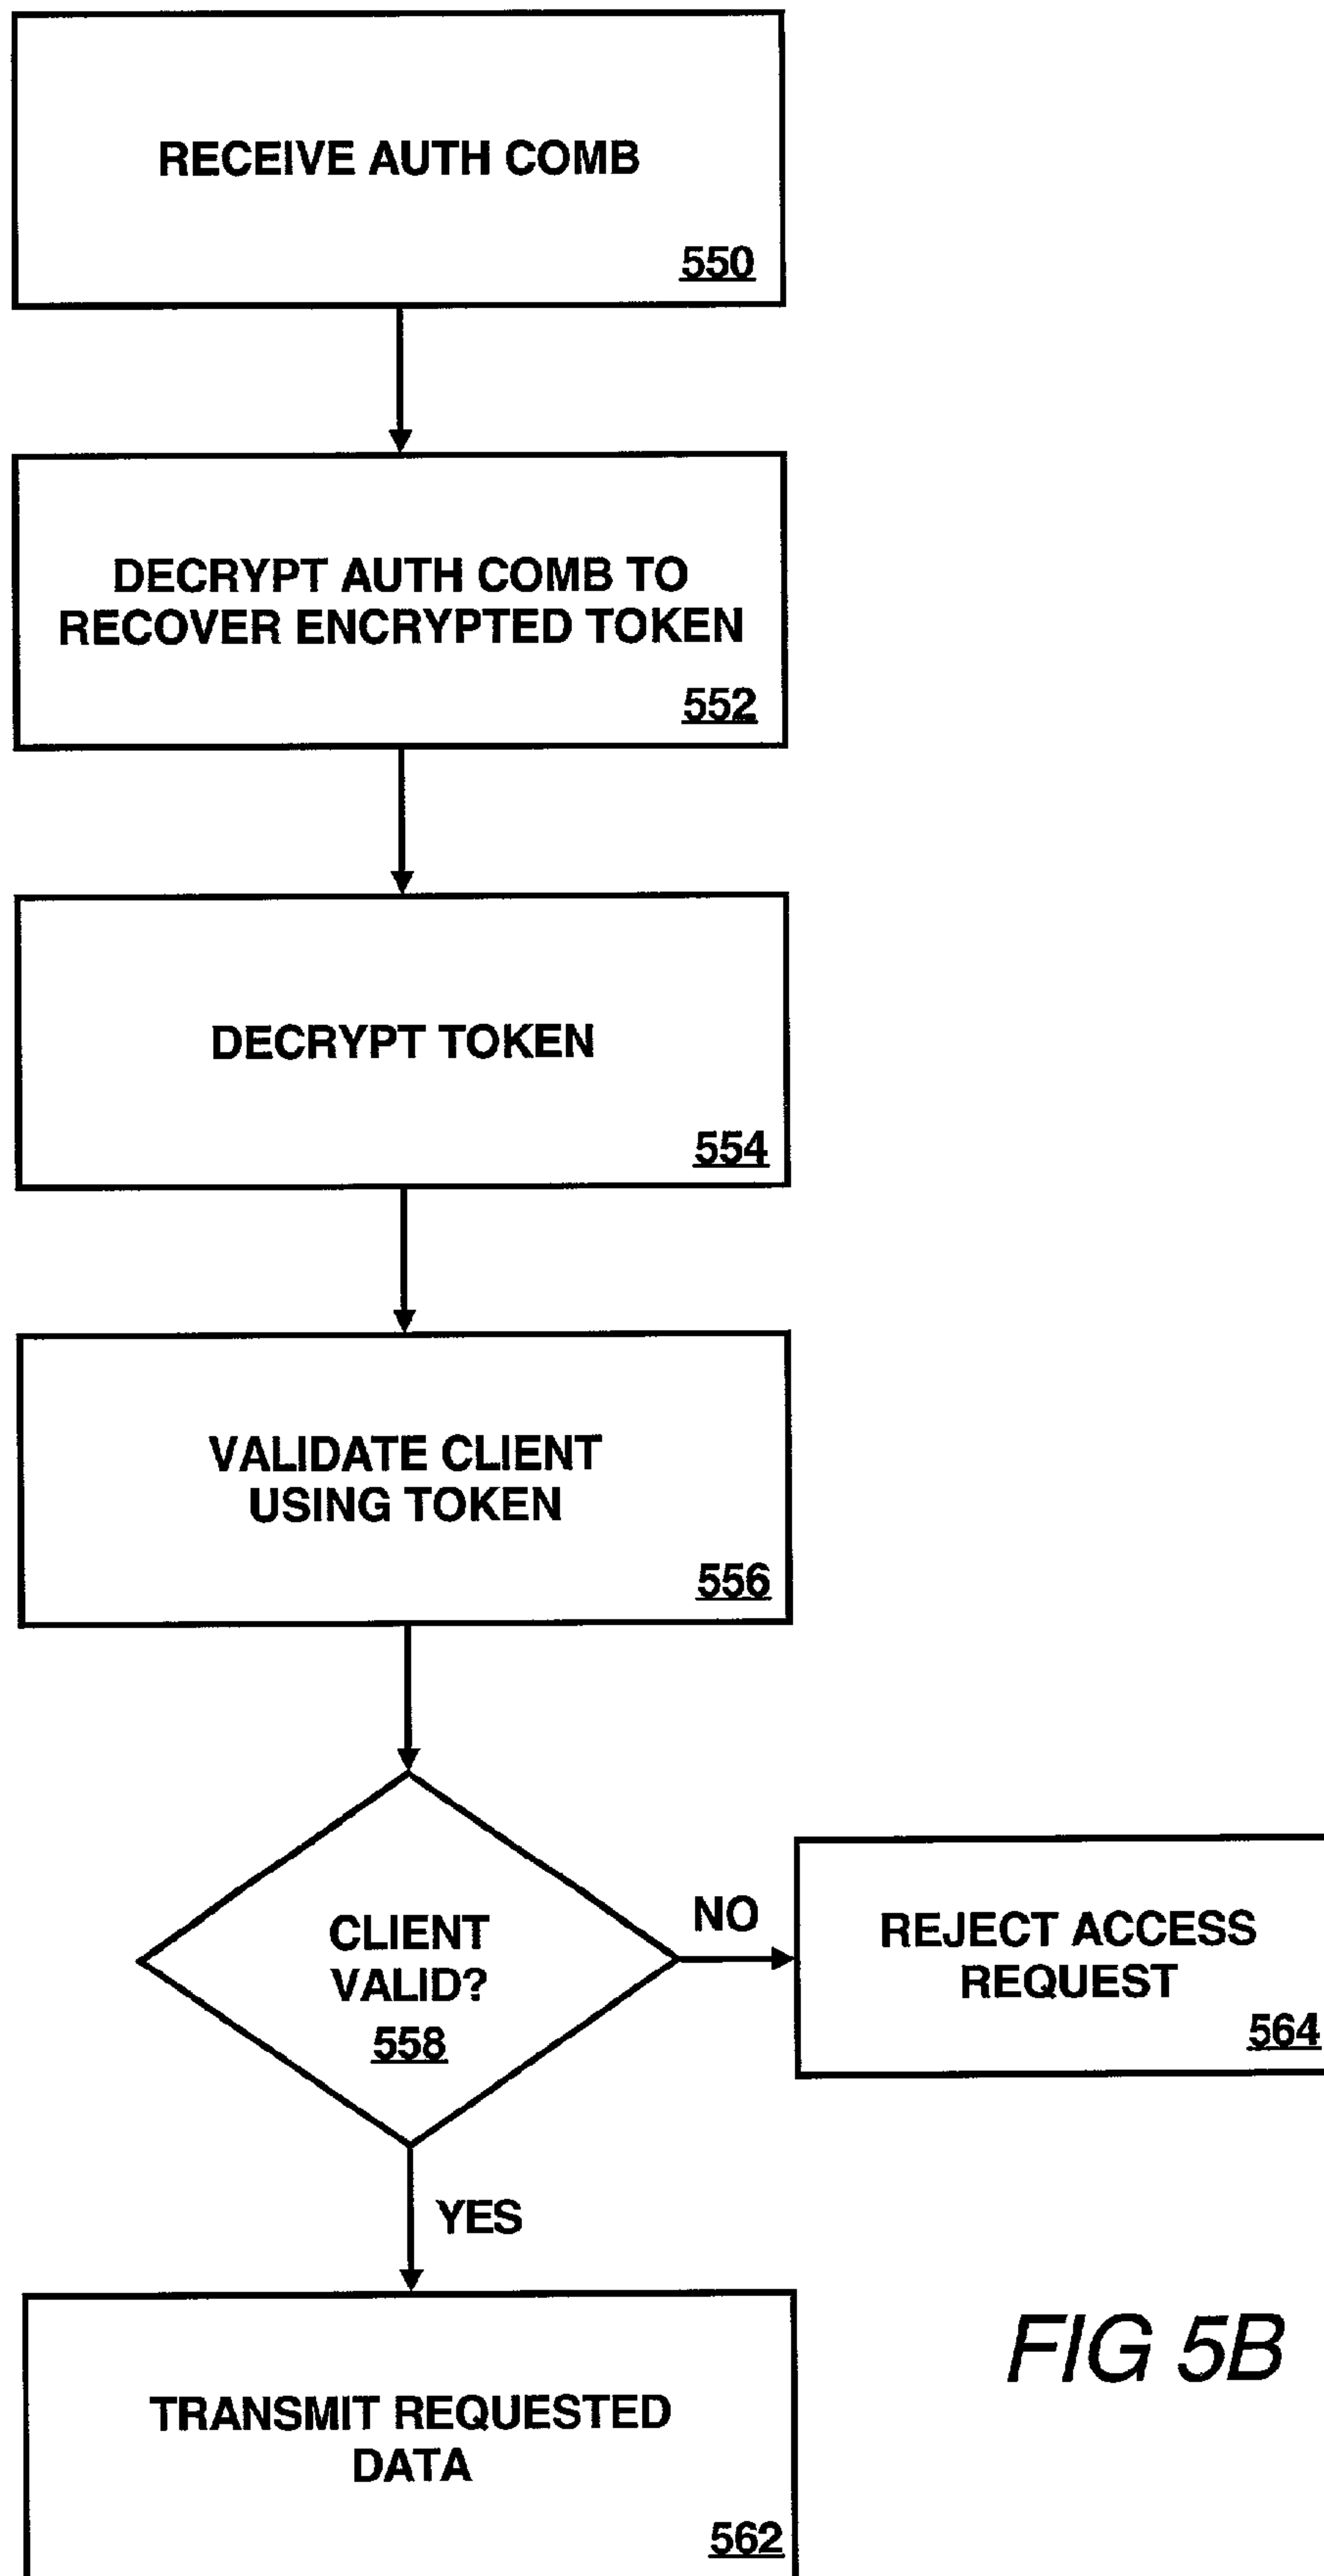 RECEIVE AUTH COMB
550
DECRYPT AUTH COMB TO
RECOVER ENCRYPTED TOKEN
552
DECRYPT TOKEN
554
VALIDATE CLIENT
USING TOKEN
556
CLIENT
VALID?
558
NO
REJECT ACCESS
REQUEST
564
YES
TRANSMIT REQUESTED
DATA
562
FIG 5B